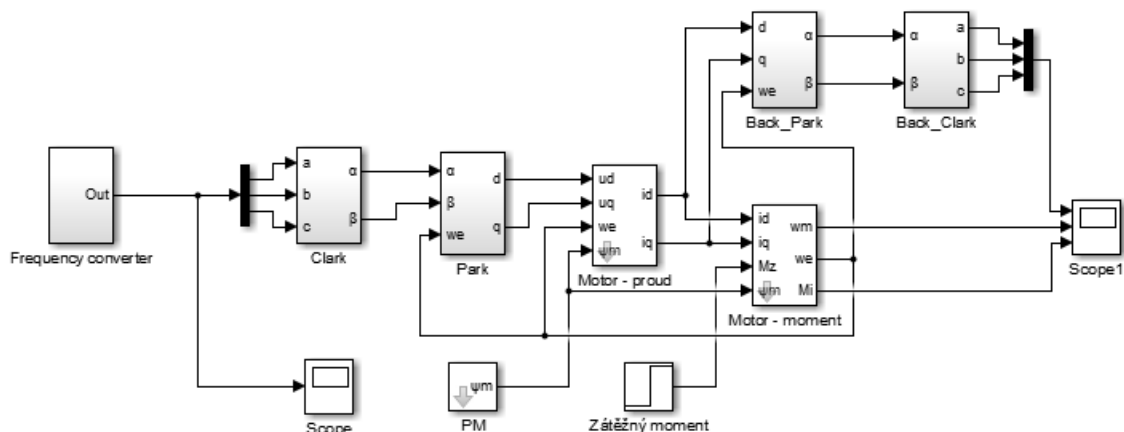 d
q
we
α
β
Back_Park
α
β
a
b
c
Back_Clark
Out
Frequency converter
a
b
c
α
β
Clark
α
β
we
d
q
Park
ud
uq
we
ψm
id
iq
Motor - proud
id
iq
Mz
ψm
wm
we
Mi
Motor - moment
Scope1
Scope
ψm
PM
Zátěžný moment